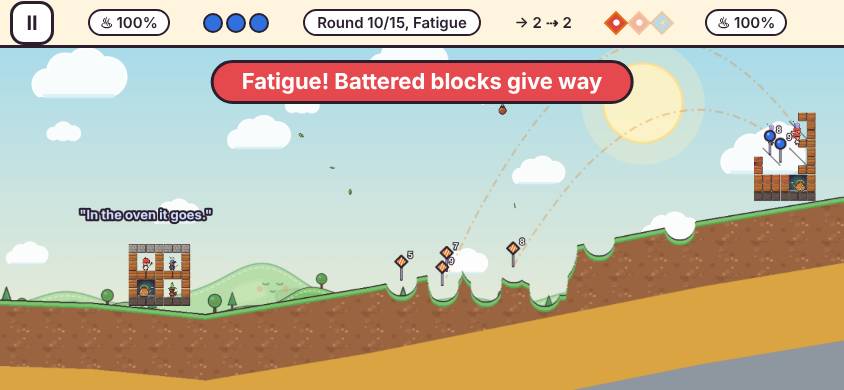 100%
Round 10/15, Fatigue
→ 2 ⇢ 2
100%
Fatigue! Battered blocks give way
8
9
"In the oven it goes."
5
7
9
8